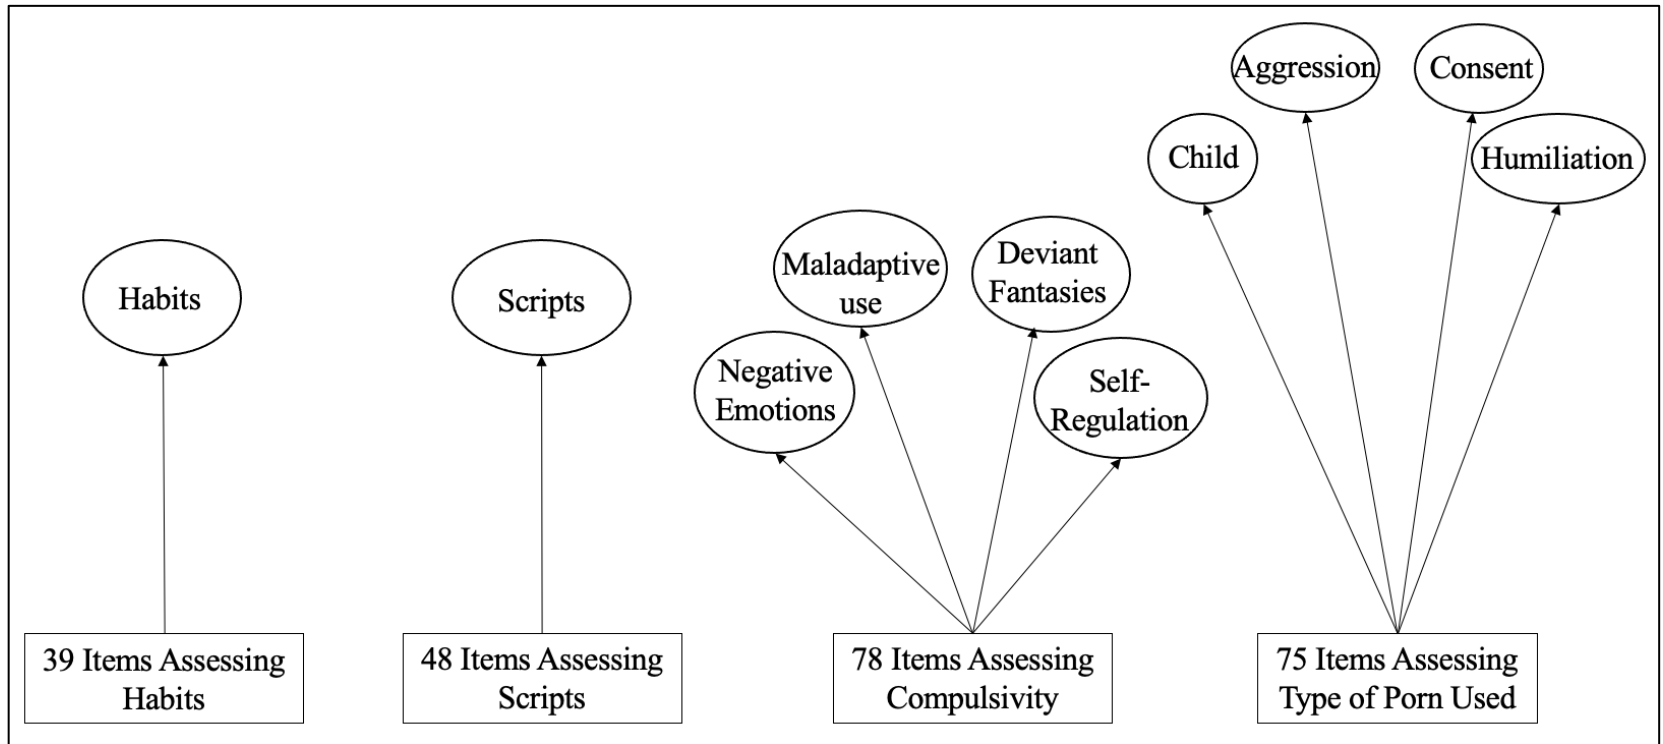 Aggression
Consent
Child
Humiliation
Maladaptive
use
Deviant
Fantasies
Habits
Scripts
Negative
Emotions
Self-
Regulation
39 Items Assessing
Habits
48 Items Assessing
Scripts
78 Items Assessing
Compulsivity
75 Items Assessing
Type of Porn Used